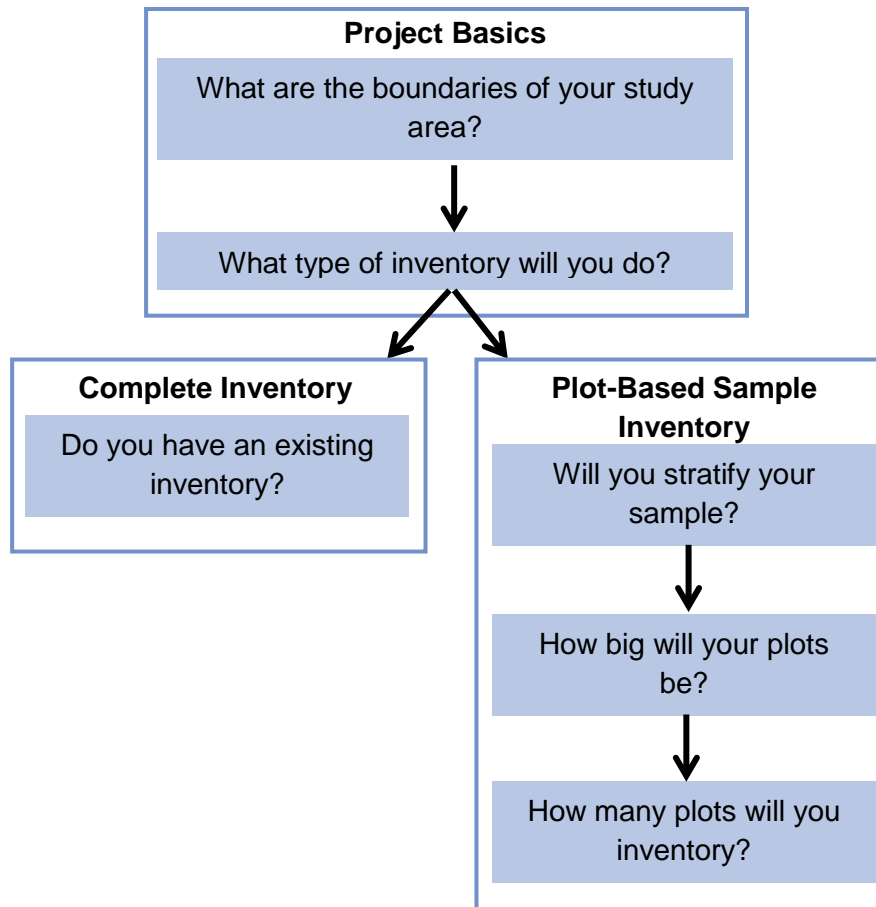 Project Basics
What are the boundaries of your study
area?
What type of inventory will you do?
Complete Inventory
Do you have an existing
inventory?
Plot-Based Sample
Inventory
Will you stratify your
sample?
How big will your plots
be?
How many plots will you
inventory?